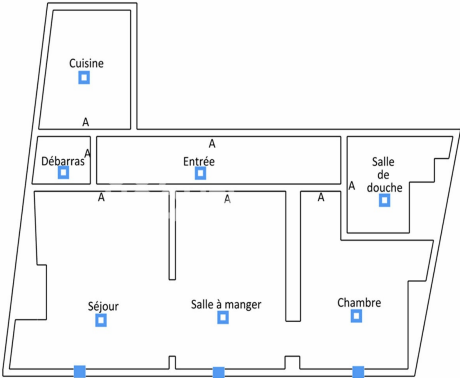 Cuisine
A
A
Débarras
A
Entrée
Salle
de
douche
A
A
A
A
Séjour
Salle à manger
Chambre